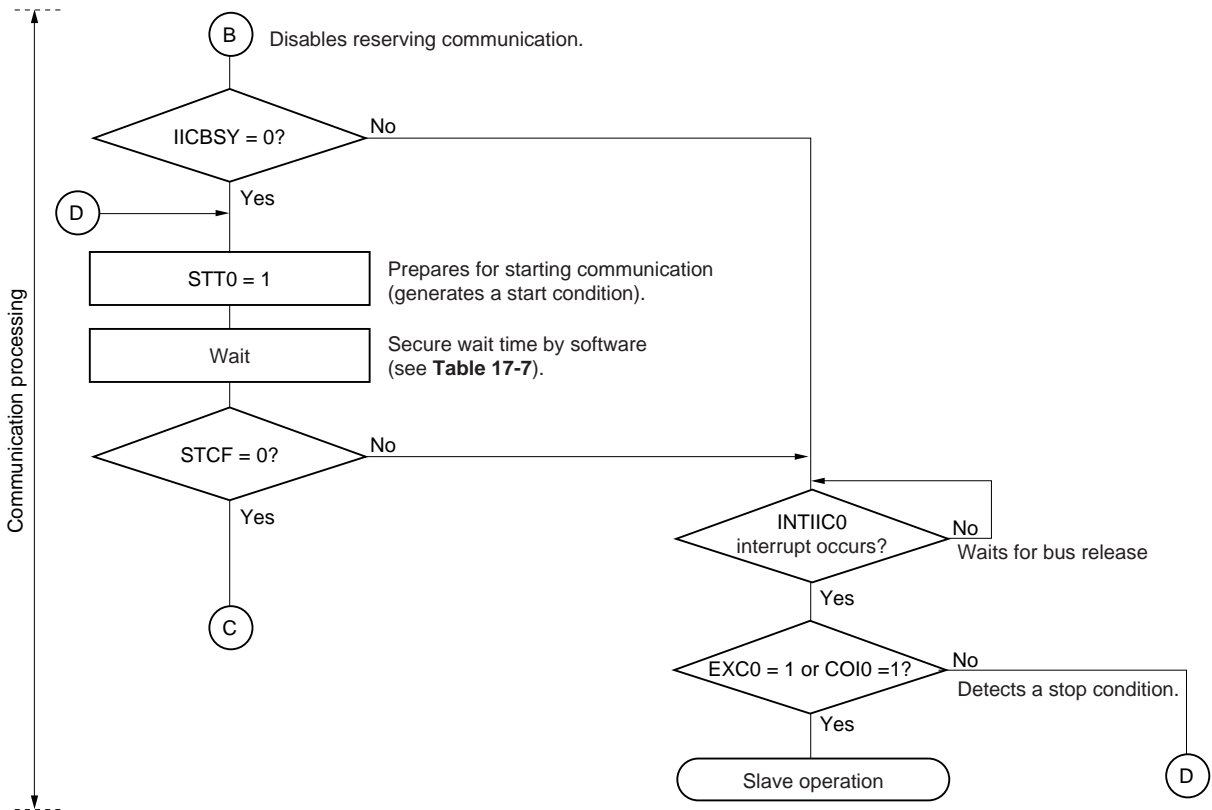 B
Disables reserving communication.
IICBSY = 0?
No
Yes
D
STT0 = 1
Prepares for starting communication
(generates a start condition).
Wait
Secure wait time by software
(see Table 17-7).
STCF = 0?
No
Yes
C
INTIIC0
interrupt occurs?
No
Waits for bus release
Yes
EXC0 = 1 or COI0 =1?
No
Detects a stop condition.
Yes
Slave operation
D
Communication processing